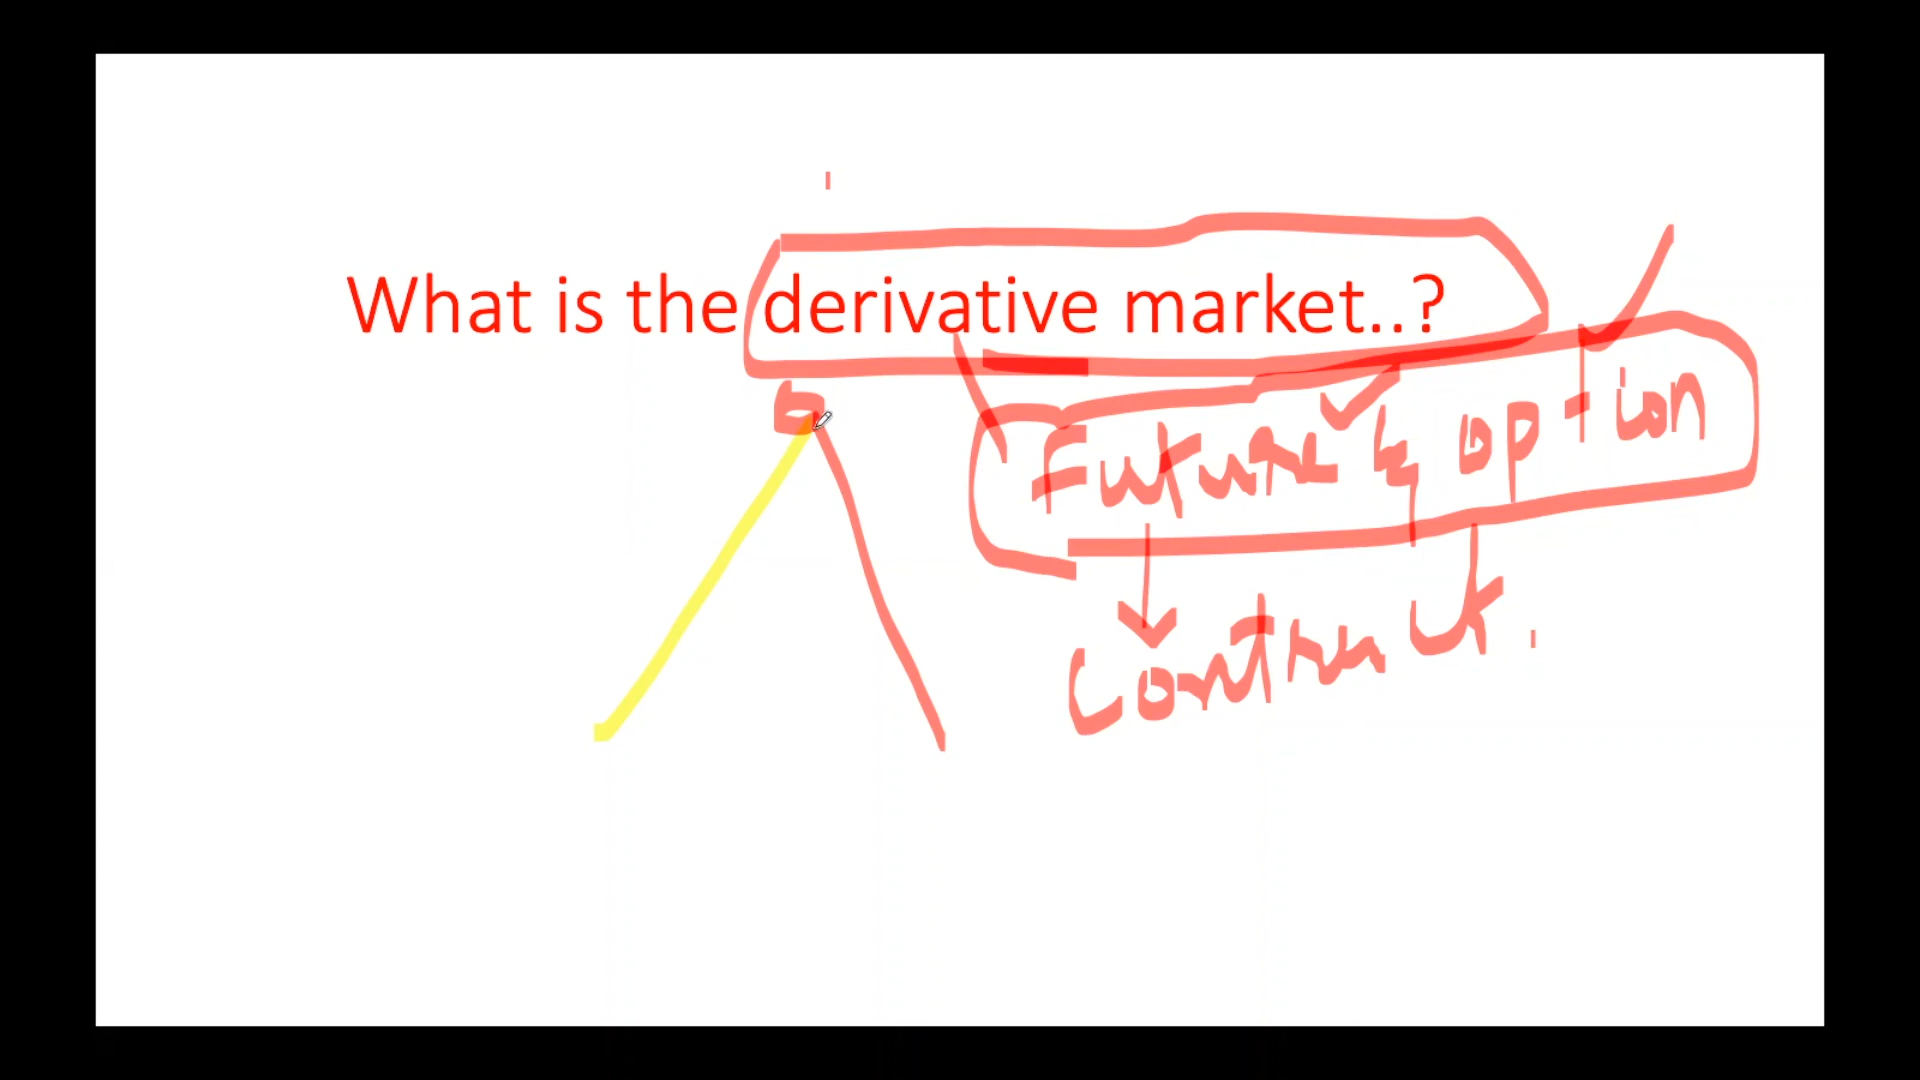 What is the derivative market..?
Future & option
Contract.